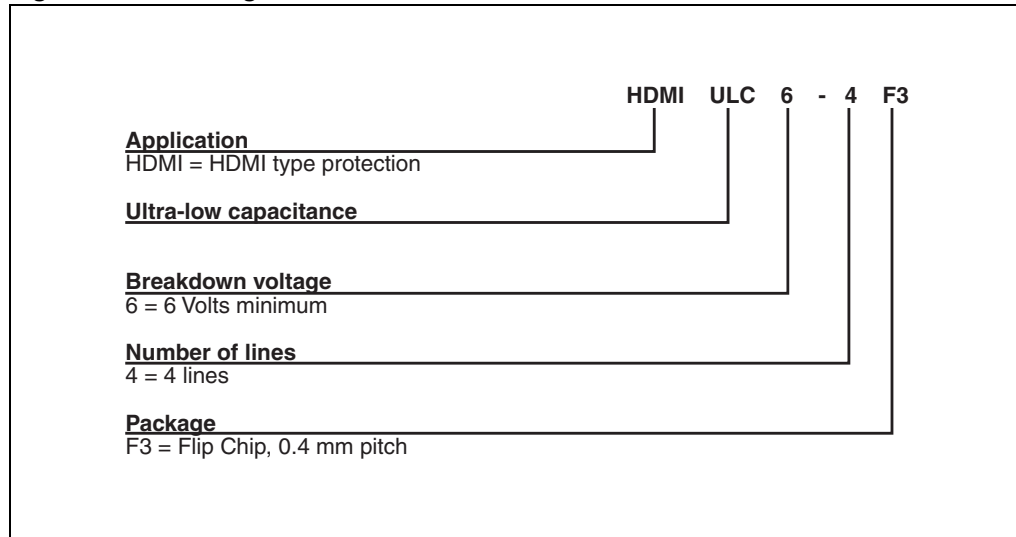 HDMI ULC 6 - 4 F3
Application
HDMI = HDMI type protection
Ultra-low capacitance
Breakdown voltage
6 = 6 Volts minimum
Number of lines
4 = 4 lines
Package
F3 = Flip Chip, 0.4 mm pitch